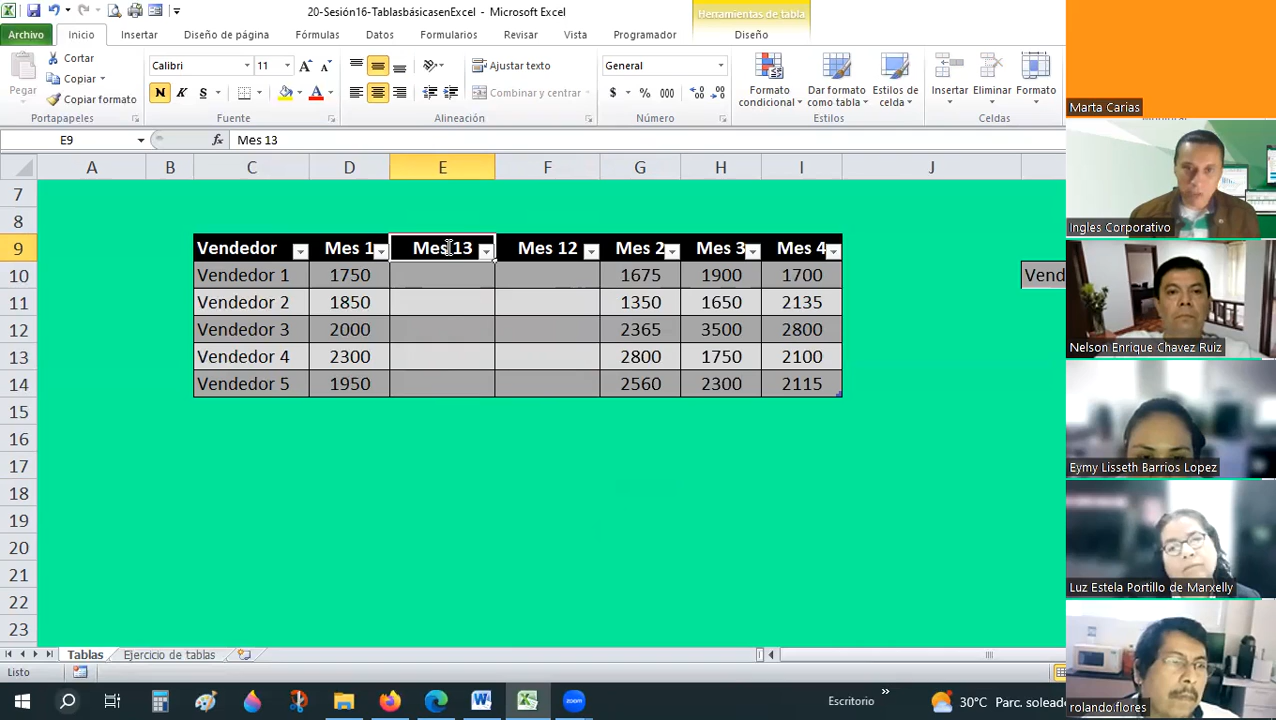 20-Sesión16-TablasbásicasenExcel - Microsoft Excel
Herramientas de tabla
Archivo Inicio Insertar Diseño de página Fórmulas Datos Formularios Revisar Vista Programador Diseño
Pegar
Cortar
Copiar
Copiar formato
Portapapeles
Calibri 11
N K S
Fuente
Ajustar texto
Combinar y centrar
Alineación
General
$ % 000
Número
Formato condicional
Dar formato como tabla
Estilos de celda
Estilos
Insertar Eliminar Formato
Celdas
E9 fx Mes 13
A B C D E F G H I J
7
8
9 Vendedor Mes 1 Mes 13 Mes 12 Mes 2 Mes 3 Mes 4
10 Vendedor 1 1750 1675 1900 1700 Vend
11 Vendedor 2 1850 1350 1650 2135
12 Vendedor 3 2000 2365 3500 2800
13 Vendedor 4 2300 2800 1750 2100
14 Vendedor 5 1950 2560 2300 2115
15
16
17
18
19
20
21
22
23
Tablas Ejercicio de tablas
Listo
Escritorio » 30°C Parc. soleado
Marta Carias
Ingles Corporativo
Nelson Enrique Chavez Ruiz
Eymy Lisseth Barrios Lopez
Luz Estela Portillo de Marxelly
rolando.flores